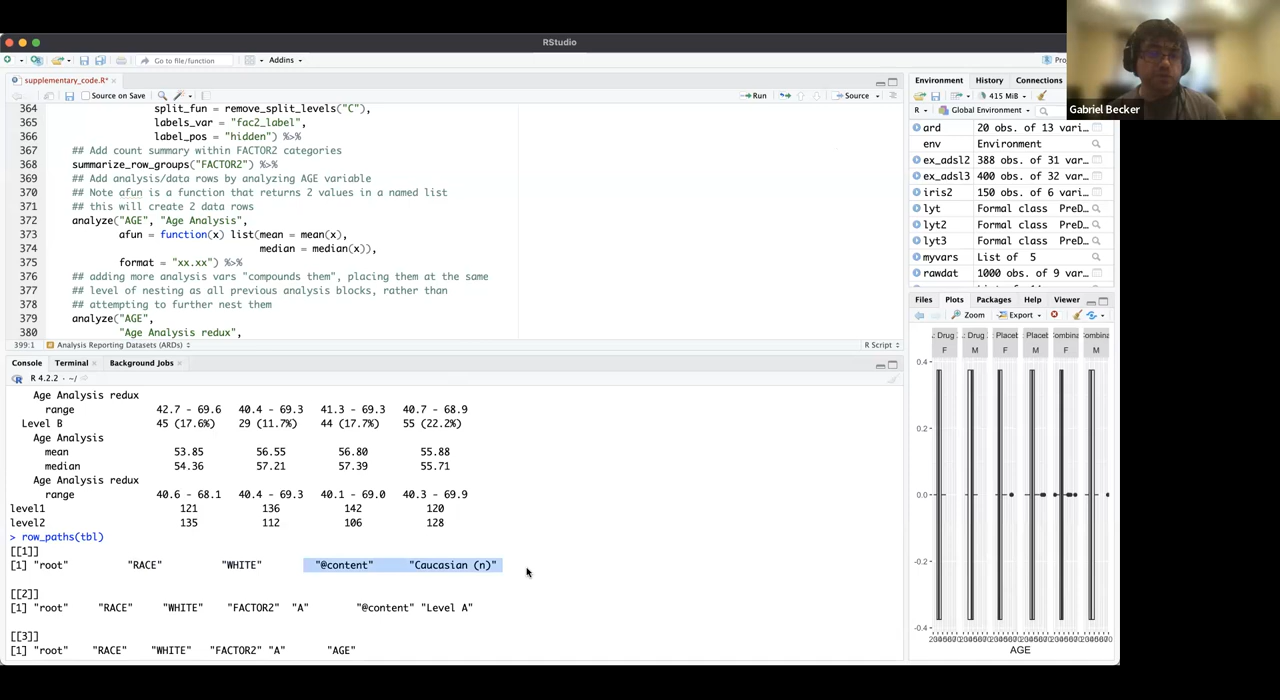 RStudio
Go to file/function
Addins
supplementary_code.R*
Source on Save
Run
Source
364 split_fun = remove_split_levels("C"),
365 labels_var = "fac2_label",
366 label_pos = "hidden") %>%
367 ## Add count summary within FACTOR2 categories
368 summarize_row_groups("FACTOR2") %>%
369 ## Add analysis/data rows by analyzing AGE variable
370 ## Note afun is a function that returns 2 values in a named list
371 ## this will create 2 data rows
372 analyze("AGE", "Age Analysis",
373 afun = function(x) list(mean = mean(x),
374 median = median(x)),
375 format = "xx.xx") %>%
376 ## adding more analysis vars "compounds them", placing them at the same
377 ## level of nesting as all previous analysis blocks, rather than
378 ## attempting to further nest them
379 analyze("AGE",
380 "Age Analysis redux",
399:1 Analysis Reporting Datasets (ARDs) R Script
Console Terminal Background Jobs
R 4.2.2 · ~/
Age Analysis redux
range 42.7 - 69.6 40.4 - 69.3 41.3 - 69.3 40.7 - 68.9
Level B 45 (17.6%) 29 (11.7%) 44 (17.7%) 55 (22.2%)
Age Analysis
mean 53.85 56.55 56.80 55.88
median 54.36 57.21 57.39 55.71
Age Analysis redux
range 40.6 - 68.1 40.4 - 69.3 40.1 - 69.0 40.3 - 69.9
level1 121 136 142 120
level2 135 112 106 128
> row_paths(tbl)
[[1]]
[1] "root" "RACE" "WHITE" "@content" "Caucasian (n)"
[[2]]
[1] "root" "RACE" "WHITE" "FACTOR2" "A" "@content" "Level A"
[[3]]
[1] "root" "RACE" "WHITE" "FACTOR2" "A" "AGE"
Gabriel Becker
Environment History Connections
415 MiB
R Global Environment
ard 20 obs. of 13 vari…
env Environment
ex_adsl2 388 obs. of 31 var…
ex_adsl3 400 obs. of 32 var…
iris2 150 obs. of 6 vari…
lyt Formal class PreD…
lyt2 Formal class PreD…
lyt3 Formal class PreD…
myvars List of 5
rawdat 1000 obs. of 9 var…
Files Plots Packages Help Viewer
Zoom Export
: Drug : Drug Placet Placet Combina ombina
F M F M F M
0.4
0.2
0.0
-0.2
-0.4
AGE